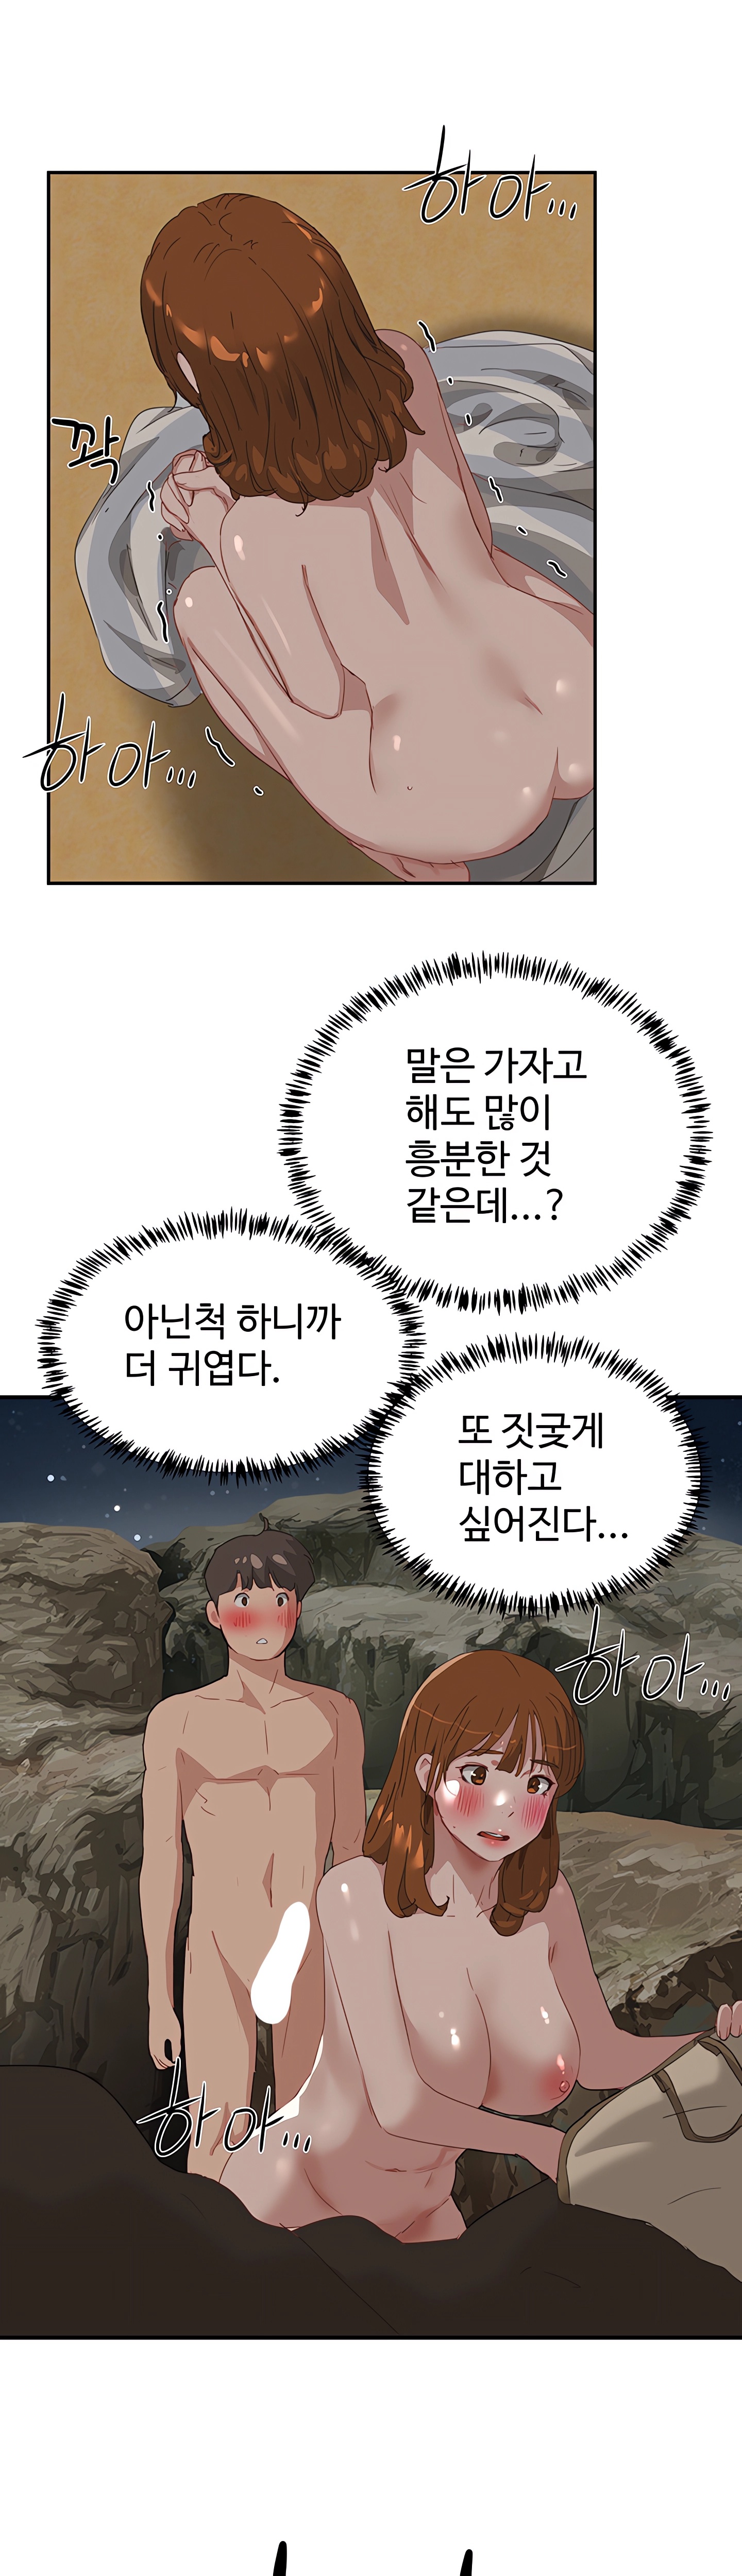 하아...
꽉
하아...
말은 가자고
해도 많이
흥분한 것
같은데...?
아닌척 하니까
더 귀엽다.
또 짓궂게
대하고
싶어진다...
하아...
하아...